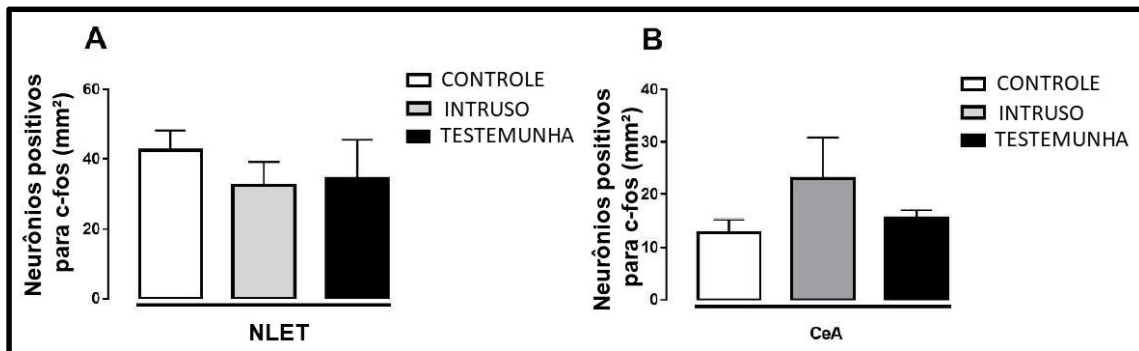 A
Neurônios positivos
para c-fos (mm²)
60
40
20
0
CONTROLE
INTRUSO
TESTEMUNHA
NLET
B
Neurônios positivos
para c-fos (mm²)
40
30
20
10
0
CONTROLE
INTRUSO
TESTEMUNHA
CeA